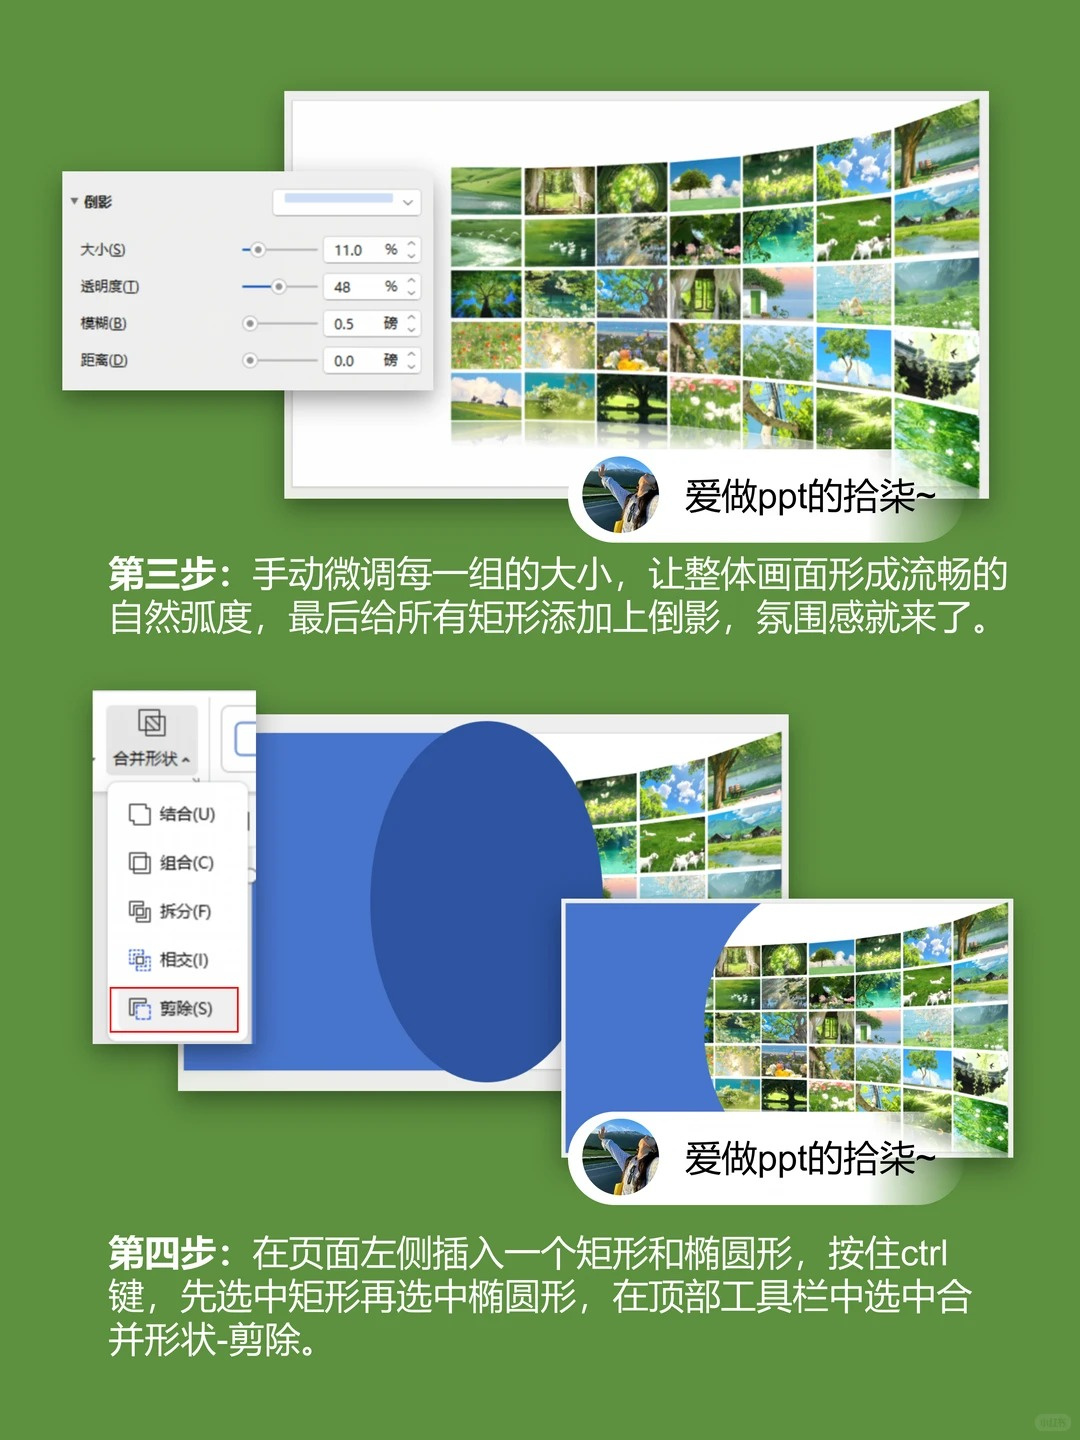 倒影
大小(S) 11.0 %
透明度(T) 48 %
模糊(B) 0.5 磅
距离(D) 0.0 磅
爱做ppt的拾柒~
第三步：手动微调每一组的大小，让整体画面形成流畅的
自然弧度，最后给所有矩形添加上倒影，氛围感就来了。
合并形状
结合(U)
组合(C)
拆分(F)
相交(I)
剪除(S)
爱做ppt的拾柒~
第四步：在页面左侧插入一个矩形和椭圆形，按住ctrl
键，先选中矩形再选中椭圆形，在顶部工具栏中选中合
并形状-剪除。
小红书